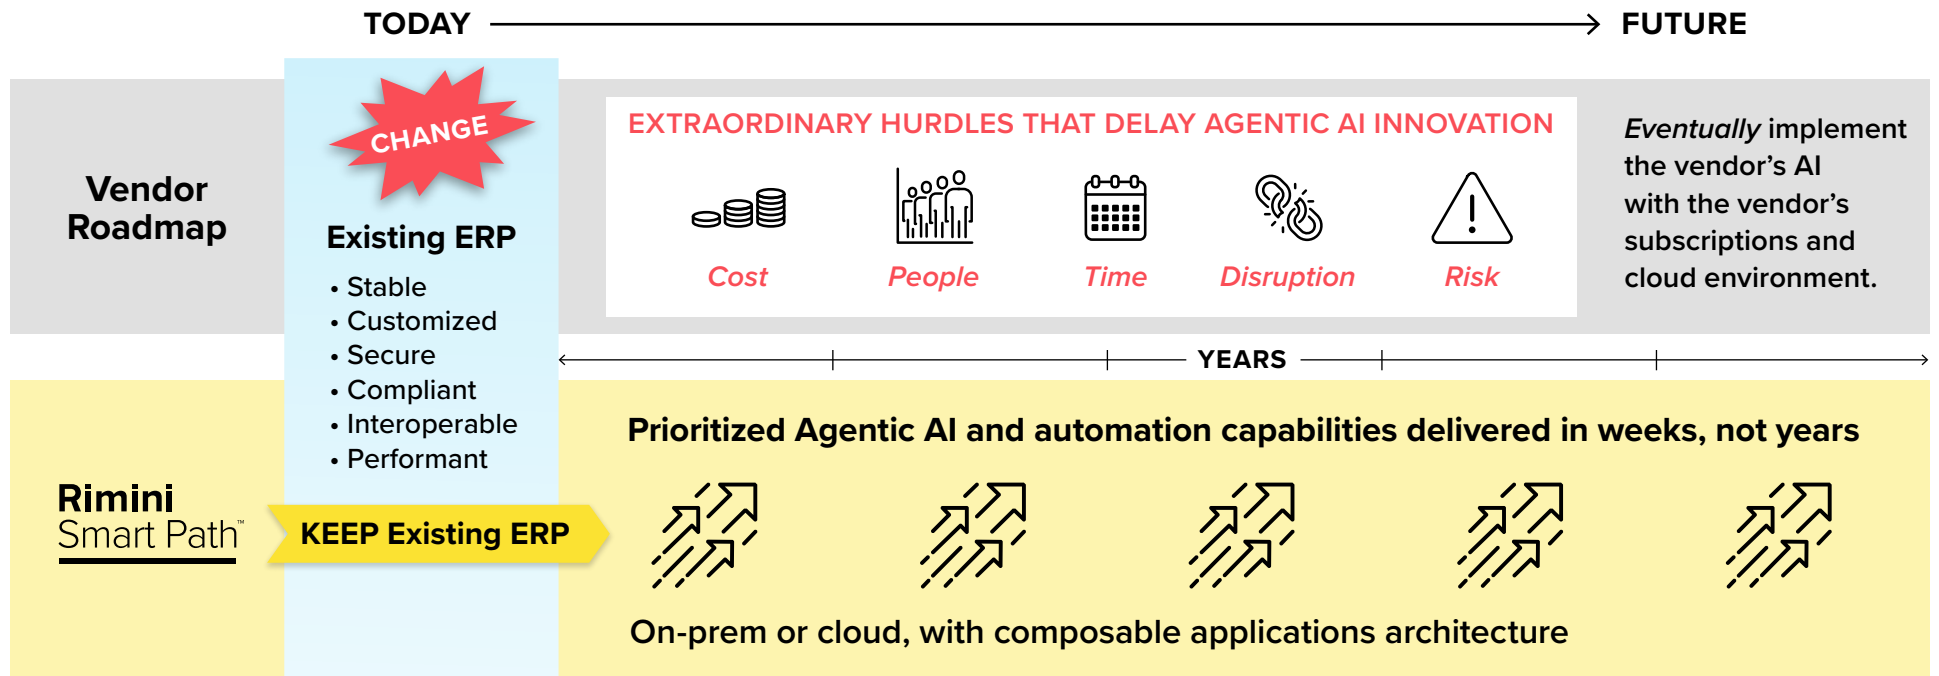 TODAY
FUTURE
Vendor
Roadmap
CHANGE
Existing ERP
• Stable
• Customized
• Secure
• Compliant
• Interoperable
• Performant
EXTRAORDINARY HURDLES THAT DELAY AGENTIC AI INNOVATION
Cost
People
Time
Disruption
Risk
Eventually implement
the vendor’s AI
with the vendor’s
subscriptions and
cloud environment.
YEARS
Rimini
Smart Path™
KEEP Existing ERP
Prioritized Agentic AI and automation capabilities delivered in weeks, not years
On-prem or cloud, with composable applications architecture